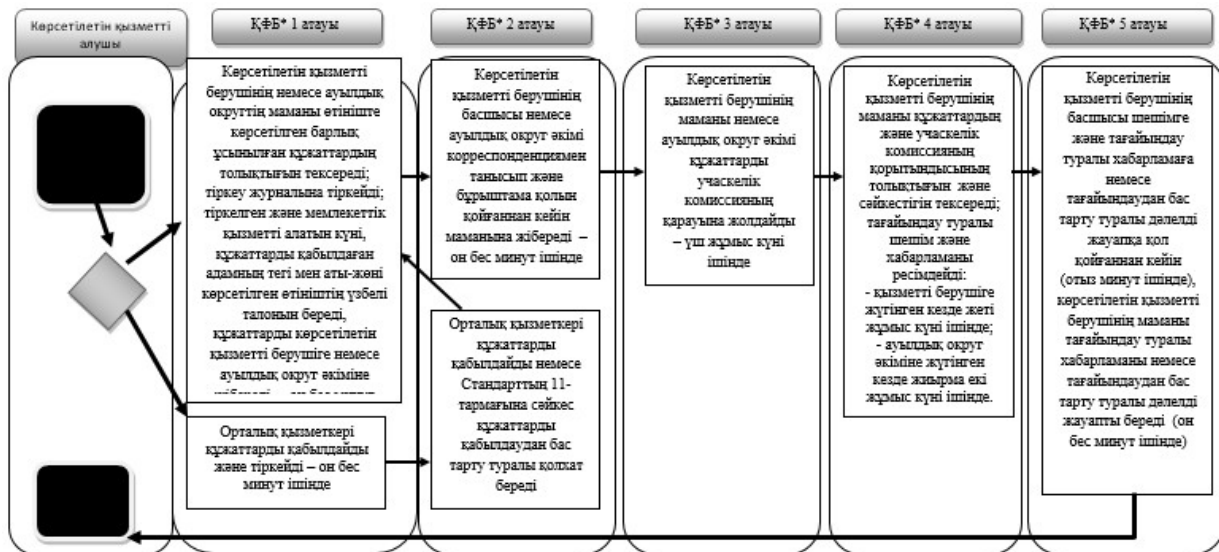 Көрсетілетін қызметті
алушы
ҚФБ* 1 атауы
ҚФБ* 2 атауы
ҚФБ* 3 атауы
ҚФБ* 4 атауы
ҚФБ* 5 атауы
Көрсетілетін қызметті
берушінің немесе ауылдық
округтің маманы өтініште
көрсетілген барлық
ұсынылған құжаттардың
толықтығын тексереді;
тіркеу журналына тіркейді;
тіркелген және мемлекеттік
қызметті алатын күні,
құжаттарды қабылдаған
адамның тегі мен аты-жөні
көрсетілген өтініштің үзбелі
талонын береді,
құжаттарды көрсетілетін
қызметті берушіге немесе
ауылдық округ әкіміне
Орталық қызметкері
құжаттарды қабылдайды
және тіркейді – он бес
минут ішінде
Көрсетілетін
қызметті берушінің
басшысы немесе
ауылдық округ әкімі
корреспонденциямен
танысып және
бұрыштама қолын
қойғаннан кейін
маманына жібереді –
он бес минут ішінде
Орталық қызметкері
құжаттарды
қабылдайды немесе
Стандарттың 11-
тармағына сәйкес
құжаттарды
қабылдаудан бас
тарту туралы қолхат
береді
Көрсетілетін
қызметті берушінің
маманы немесе
ауылдық округ әкімі
құжаттарды
учаскелік
комиссияның
қарауына жолдайды
– үш жұмыс күні
ішінде
Көрсетілетін
қызметті берушінің
маманы құжаттардың
және учаскелік
комиссияның
қорытындысының
толықтығын және
сәйкестігін тексереді;
тағайындау туралы
шешім және
хабарламаны
ресімдейді:
- қызметті берушіге
жүгінген кезде жеті
жұмыс күні ішінде;
- ауылдық округ
әкіміне жүгінген
кезде жиырма екі
жұмыс күні ішінде.
Көрсетілетін
қызметті берушінің
басшысы шешімге
және тағайындау
туралы хабарламаға
немесе
тағайындаудан бас
тарту туралы дәлелді
жауапқа қол
қойғаннан кейін
(отыз минут ішінде),
көрсетілетін қызметті
берушінің маманы
тағайындау туралы
хабарламаны немесе
тағайындаудан бас
тарту туралы дәлелді
жауапты береді (он
бес минут ішінде)